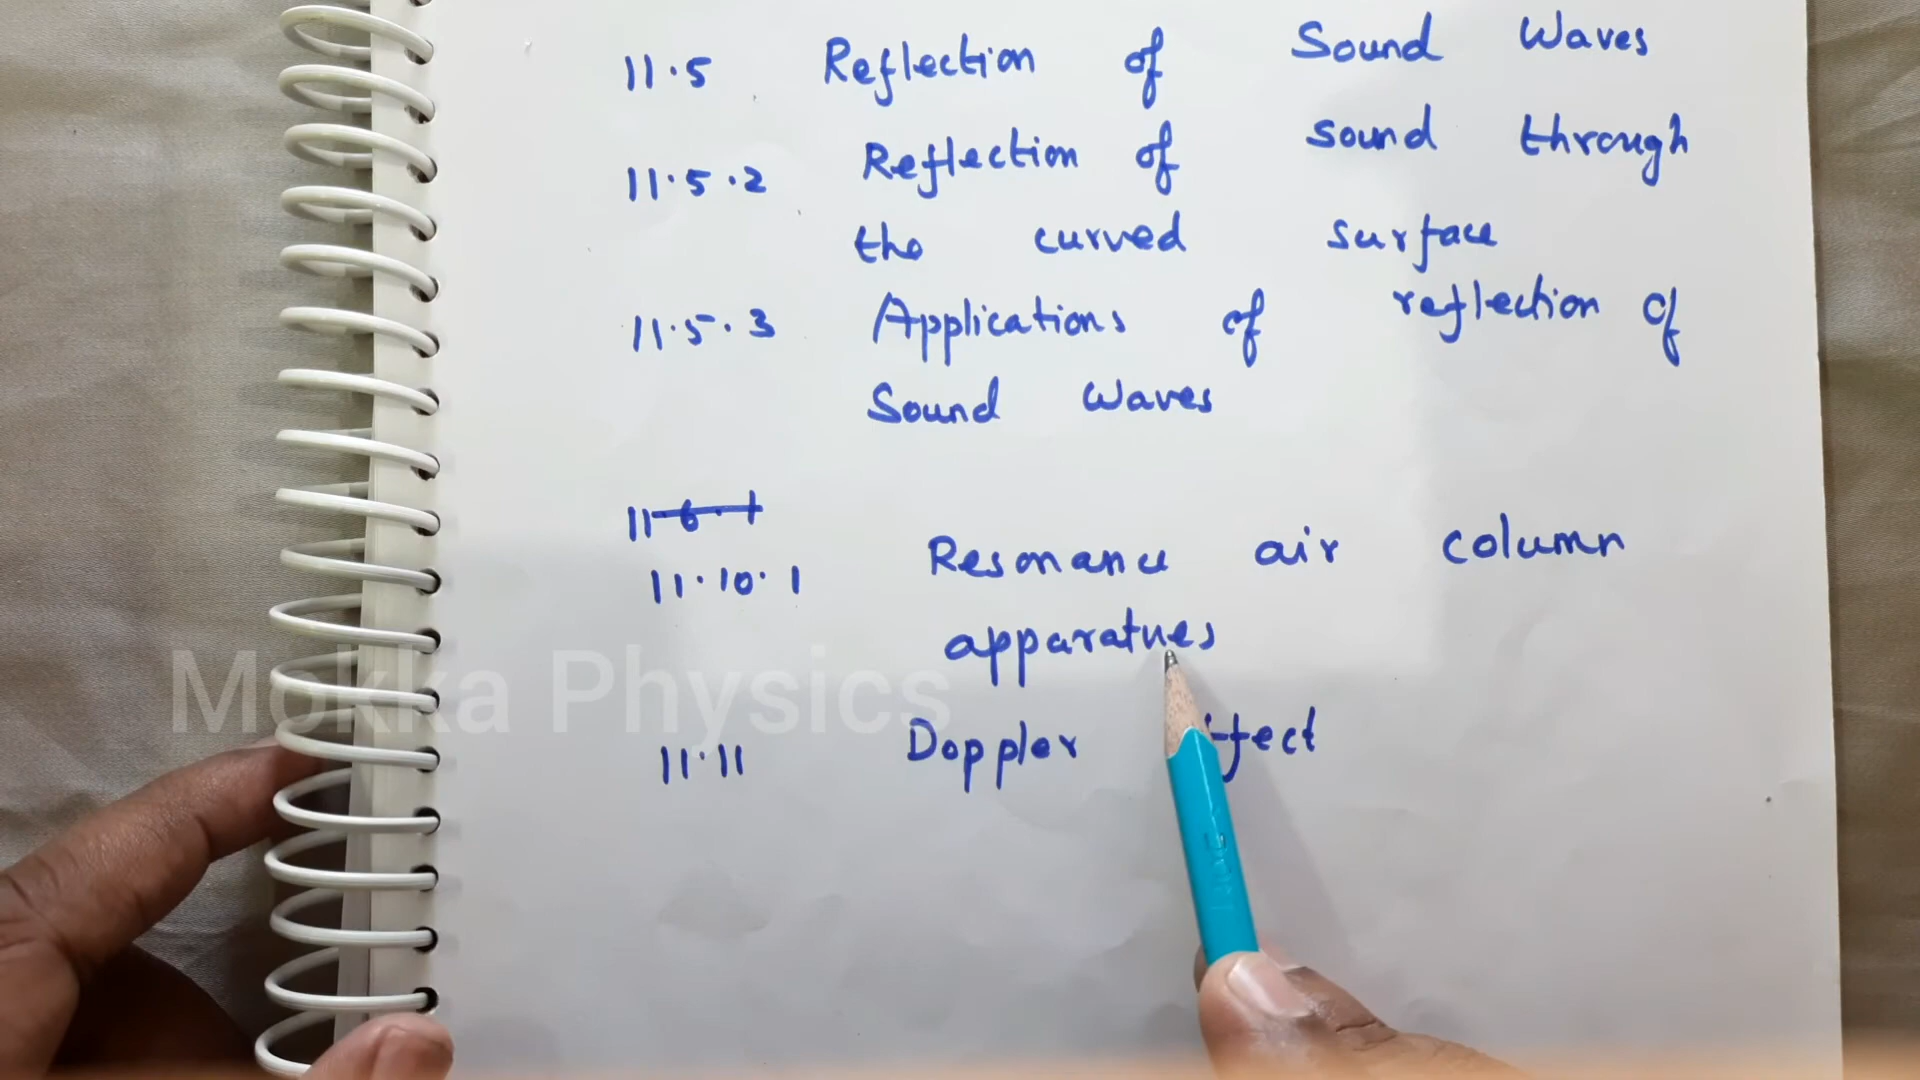 11.5 Reflection of Sound Waves
11.5.2 Reflection of sound through
the curved surface
11.5.3 Applications of reflection of
Sound Waves
11.6.1
11.10.1 Resonance air column
apparatues
Mokka Physics
11.11 Doppler